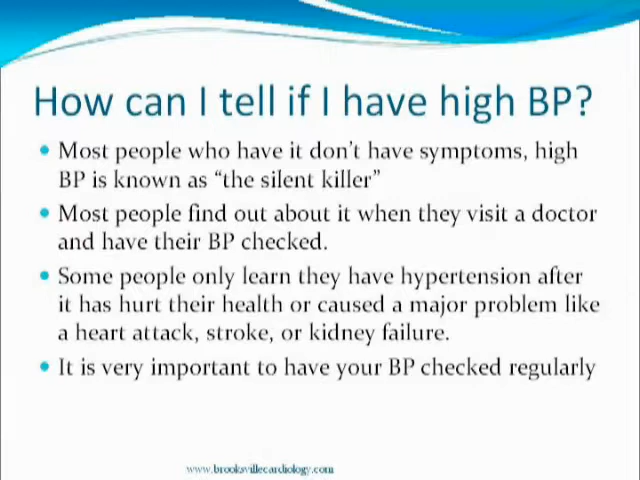 How can I tell if I have high BP?
Most people who have it don't have symptoms, high
BP is known as "the silent killer"
Most people find out about it when they visit a doctor
and have their BP checked.
Some people only learn they have hypertension after
it has hurt their health or caused a major problem like
a heart attack, stroke, or kidney failure.
It is very important to have your BP checked regularly
www.brooksvillecardiology.com